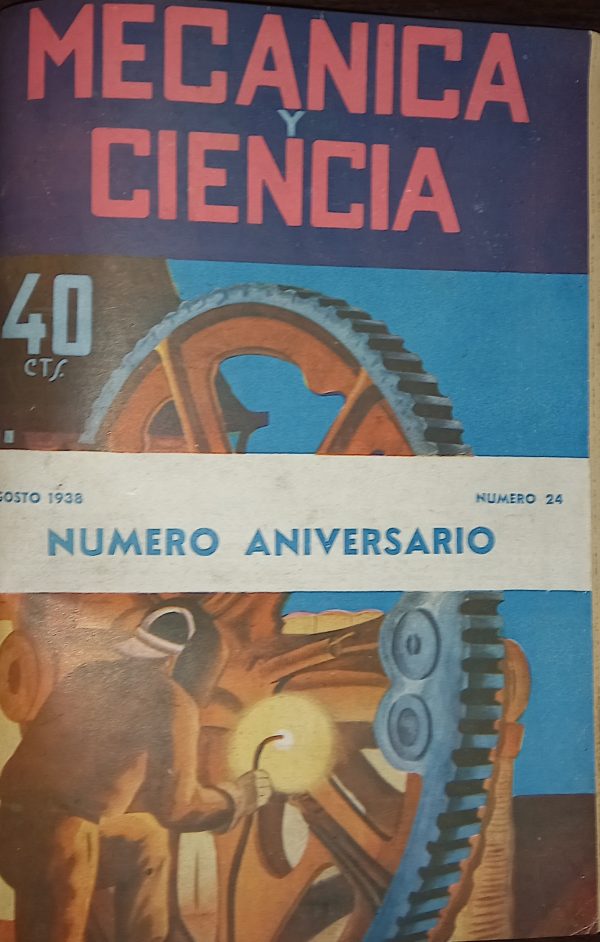 MECANICA
Y
CIENCIA
40
CTS.
GOSTO 1938
NUMERO 24
NUMERO ANIVERSARIO